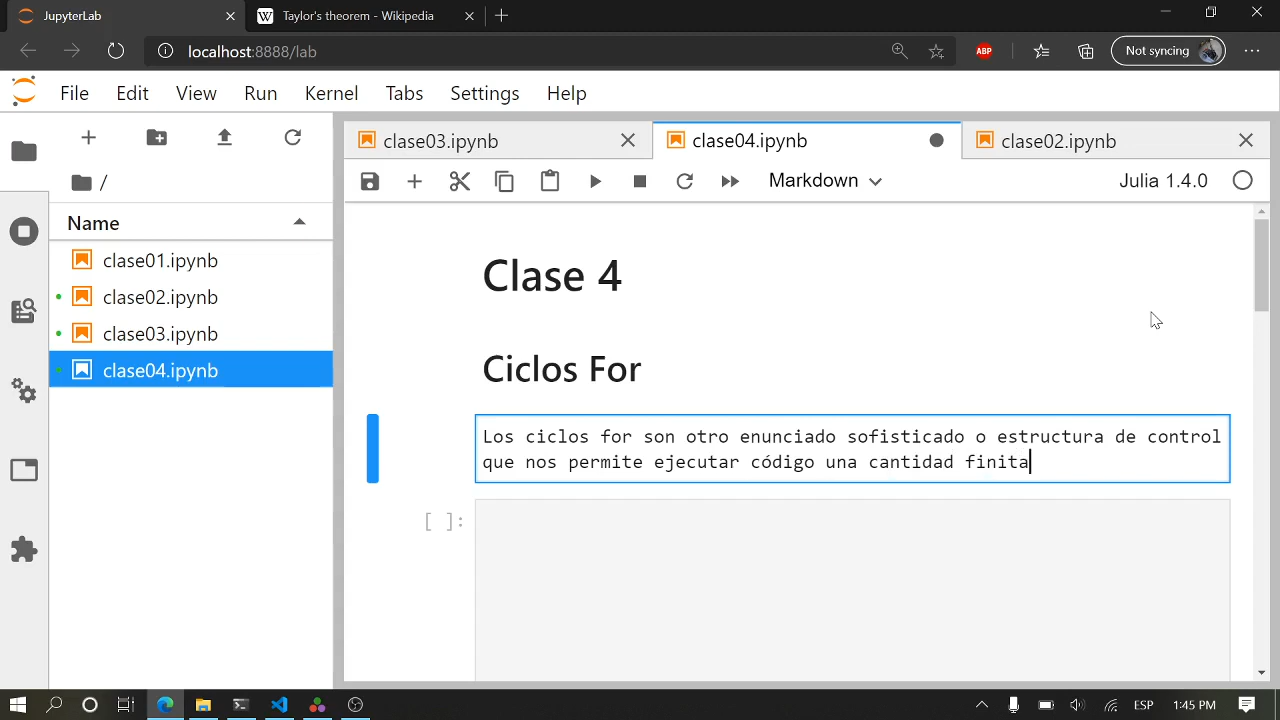 JupyterLab
W Taylor's theorem - Wikipedia
localhost:8888/lab
ABP
Not syncing
File Edit View Run Kernel Tabs Settings Help
clase03.ipynb
clase04.ipynb
clase02.ipynb
/
Markdown
Julia 1.4.0
Name
clase01.ipynb
clase02.ipynb
clase03.ipynb
clase04.ipynb
Clase 4
Ciclos For
Los ciclos for son otro enunciado sofisticado o estructura de control
que nos permite ejecutar código una cantidad finita
[ ]:
ESP
1:45 PM